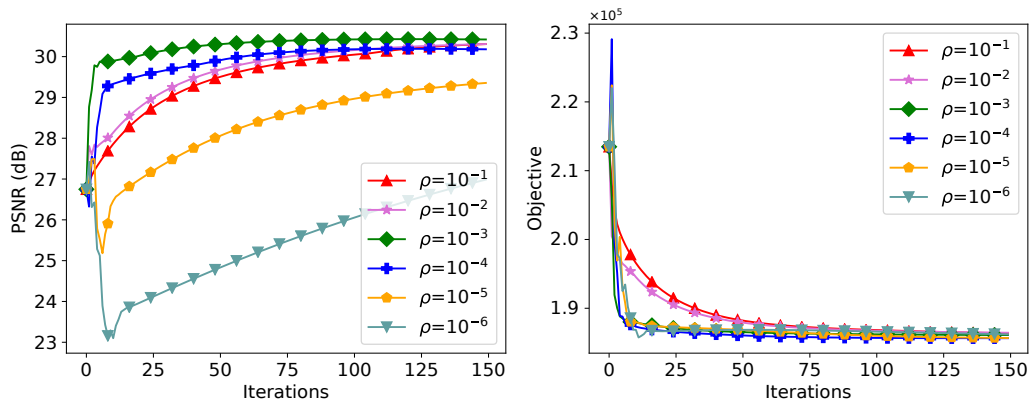 30
29
28
27
26
25
24
23
PSNR (dB)
0 25 50 75 100 125 150
Iterations
ρ=10⁻¹
ρ=10⁻²
ρ=10⁻³
ρ=10⁻⁴
ρ=10⁻⁵
ρ=10⁻⁶
×10⁵
2.3
2.2
2.1
2.0
1.9
Objective
0 25 50 75 100 125 150
Iterations
ρ=10⁻¹
ρ=10⁻²
ρ=10⁻³
ρ=10⁻⁴
ρ=10⁻⁵
ρ=10⁻⁶